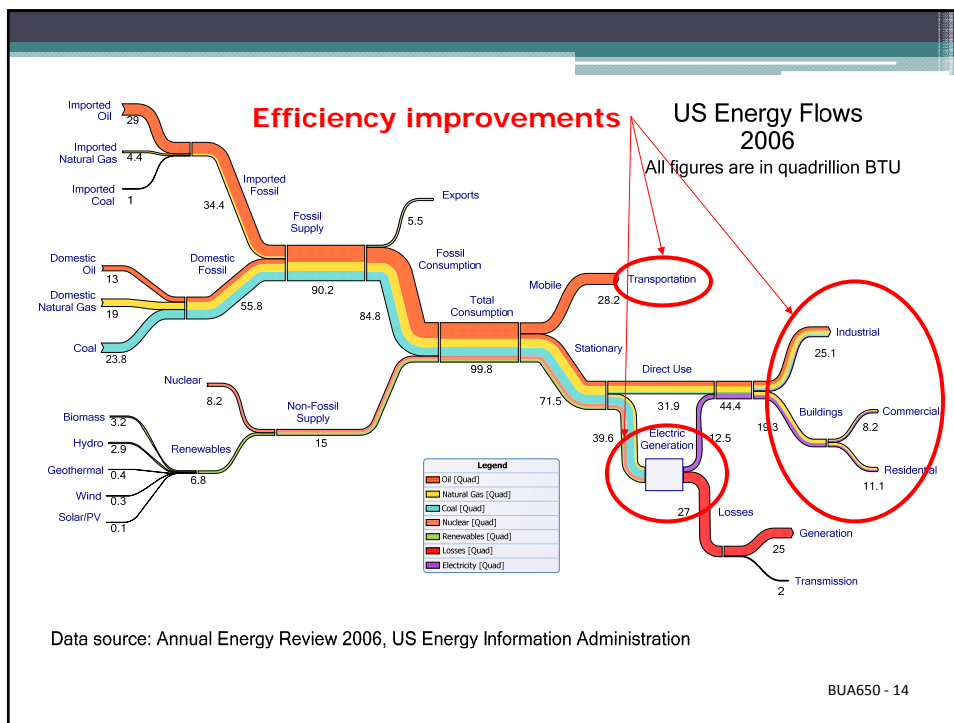 Efficiency improvements
US Energy Flows
2006
All figures are in quadrillion BTU
Imported
Oil
29
Imported
Natural Gas
4.4
Imported
Coal
1
Imported
Fossil
34.4
Domestic
Oil
13
Domestic
Natural Gas
19
Coal
23.8
Domestic
Fossil
55.8
Fossil
Supply
90.2
Exports
5.5
Fossil
Consumption
84.8
Nuclear
8.2
Biomass
3.2
Hydro
2.9
Geothermal
0.4
Wind
0.3
Solar/PV
0.1
Renewables
6.8
Non-Fossil
Supply
15
Total
Consumption
99.8
Mobile
28.2
Transportation
Stationary
71.5
Direct Use
31.9
39.6
Electric
Generation
12.5
44.4
27
Losses
Generation
25
Transmission
2
Industrial
25.1
Buildings
19.3
Commercial
8.2
Residential
11.1
Legend
Oil [Quad]
Natural Gas [Quad]
Coal [Quad]
Nuclear [Quad]
Renewables [Quad]
Losses [Quad]
Electricity [Quad]
Data source: Annual Energy Review 2006, US Energy Information Administration
BUA650 - 14